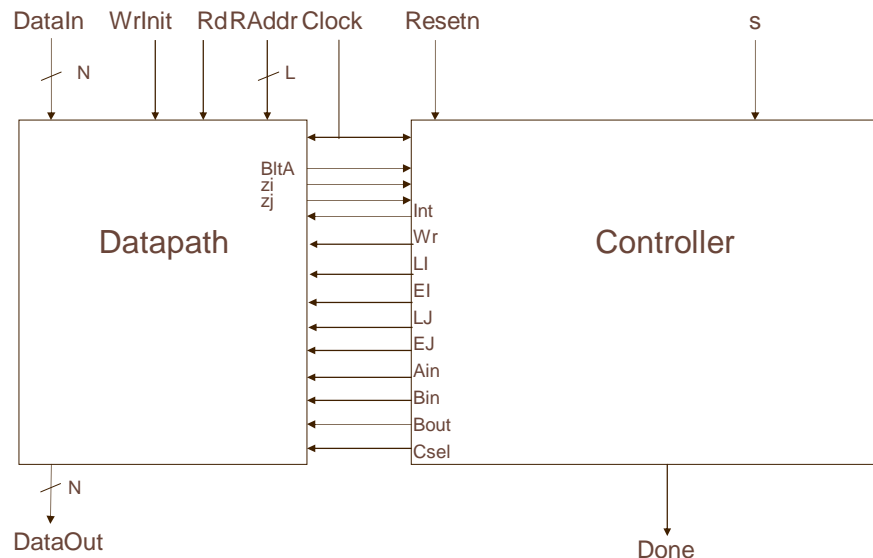 DataIn WrInit Rd RAddr Clock Resetn s
N L
BltA
zi
zj
Int
Wr
Datapath Controller
LI
EI
LJ
EJ
Ain
Bin
Bout
Csel
N
DataOut Done